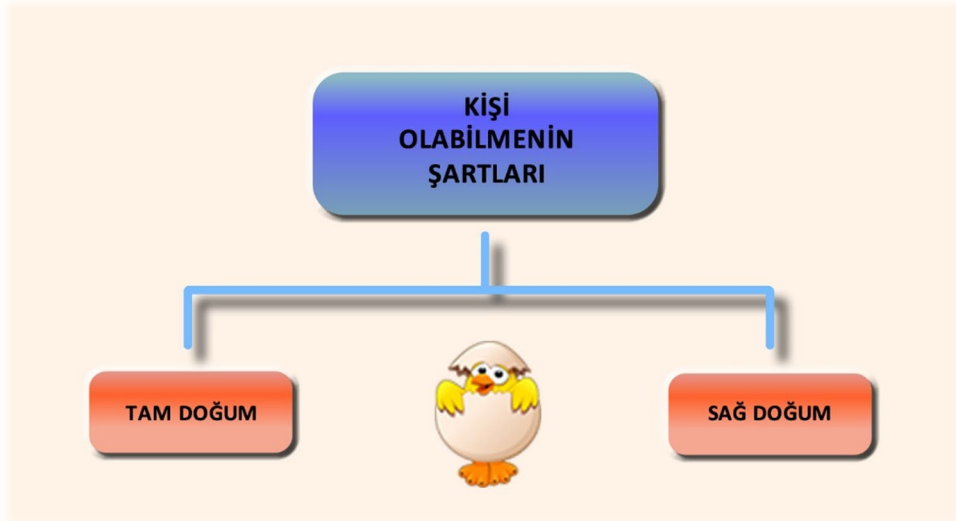 KİŞİ
OLABİLMENİN
ŞARTLARI
TAM DOĞUM
SAĞ DOĞUM